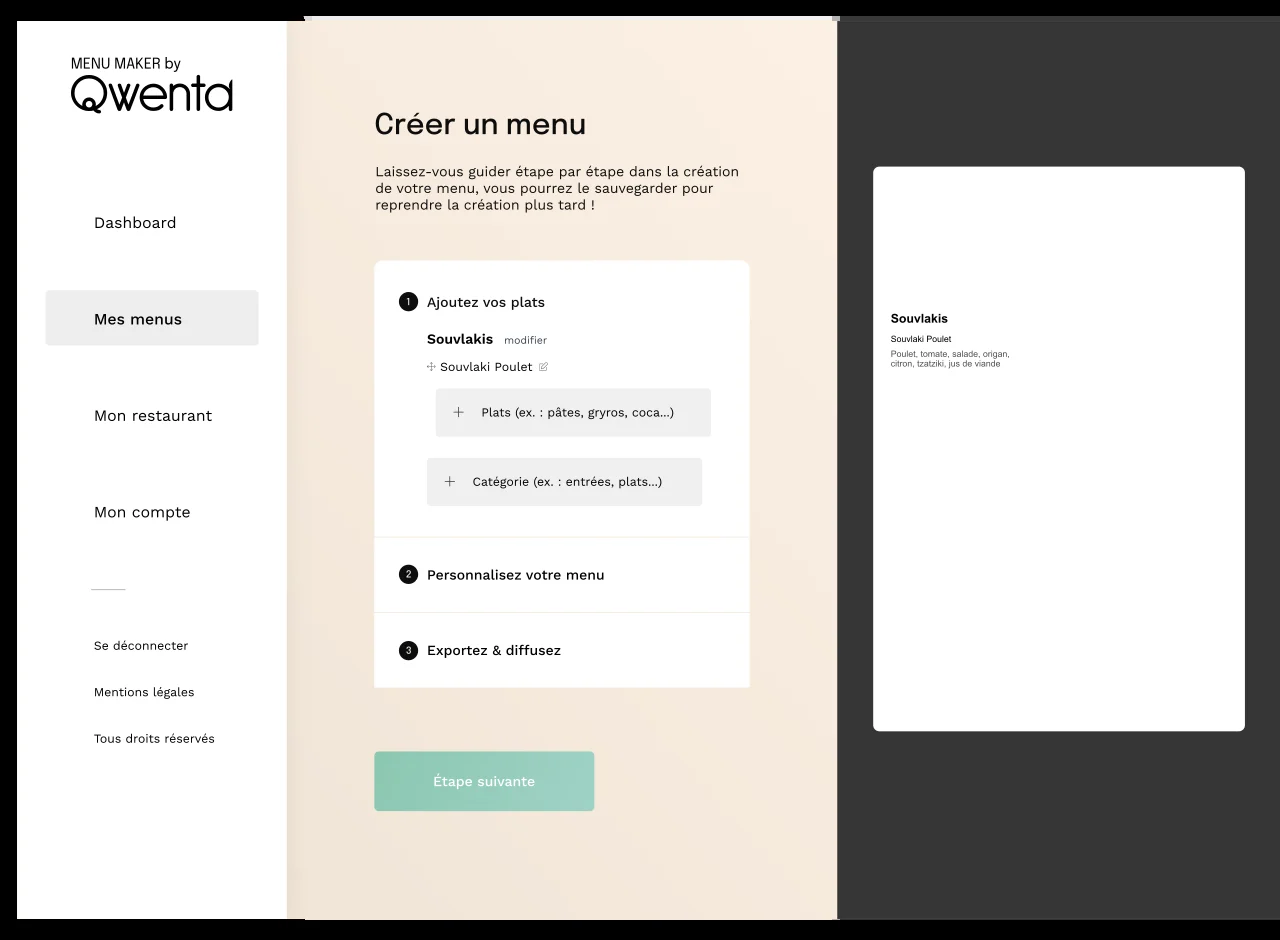 MENU MAKER by
Qwenta
Dashboard
Mes menus
Mon restaurant
Mon compte
Se déconnecter
Mentions légales
Tous droits réservés
Créer un menu
Laissez-vous guider étape par étape dans la création
de votre menu, vous pourrez le sauvegarder pour
reprendre la création plus tard !
1 Ajoutez vos plats
Souvlakis modifier
Souvlaki Poulet
Plats (ex. : pâtes, gryros, coca...)
Catégorie (ex. : entrées, plats...)
2 Personnalisez votre menu
3 Exportez & diffusez
Étape suivante
Souvlakis
Souvlaki Poulet
Poulet, tomate, salade, origan,
citron, tzatziki, jus de viande